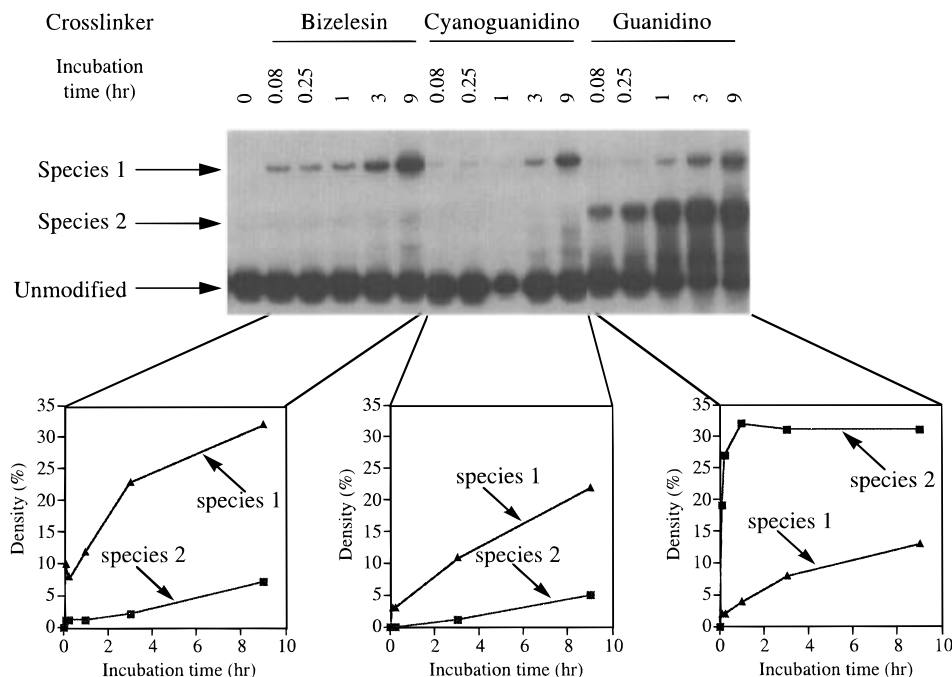 Crosslinker Bizelesin Cyanoguanidino Guanidino
Incubation
time (hr) 0 0.08 0.25 1 3 9 0.08 0.25 1 3 9 0.08 0.25 1 3 9
Species 1
Species 2
Unmodified
35
30
25
20
15
10
5
0
Density (%)
species 1
species 2
0 2 4 6 8 10
Incubation time (hr)
35
30
25
20
15
10
5
0
Density (%)
species 1
species 2
0 2 4 6 8 10
Incubation time (hr)
35
30
25
20
15
10
5
0
Density (%)
species 2
species 1
0 2 4 6 8 10
Incubation time (hr)